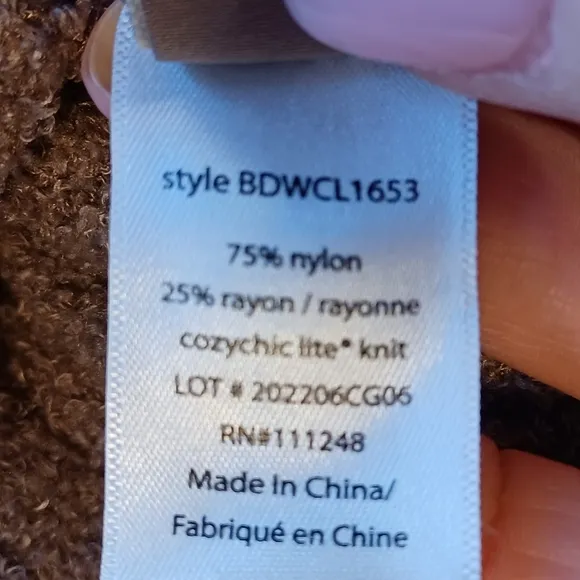 style BDWCL1653
75% nylon
25% rayon / rayonne
cozychic lite® knit
LOT # 202206CG06
RN#111248
Made In China/
Fabriqué en Chine